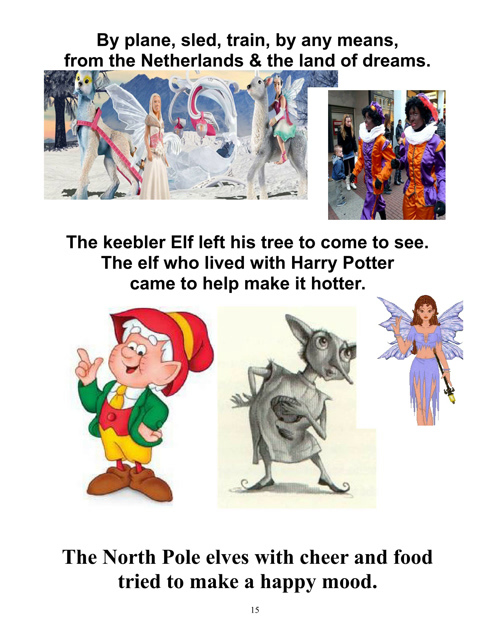 By plane, sled, train, by any means,
from the Netherlands & the land of dreams.
The keebler Elf left his tree to come to see.
The elf who lived with Harry Potter
came to help make it hotter.
The North Pole elves with cheer and food
tried to make a happy mood.
15